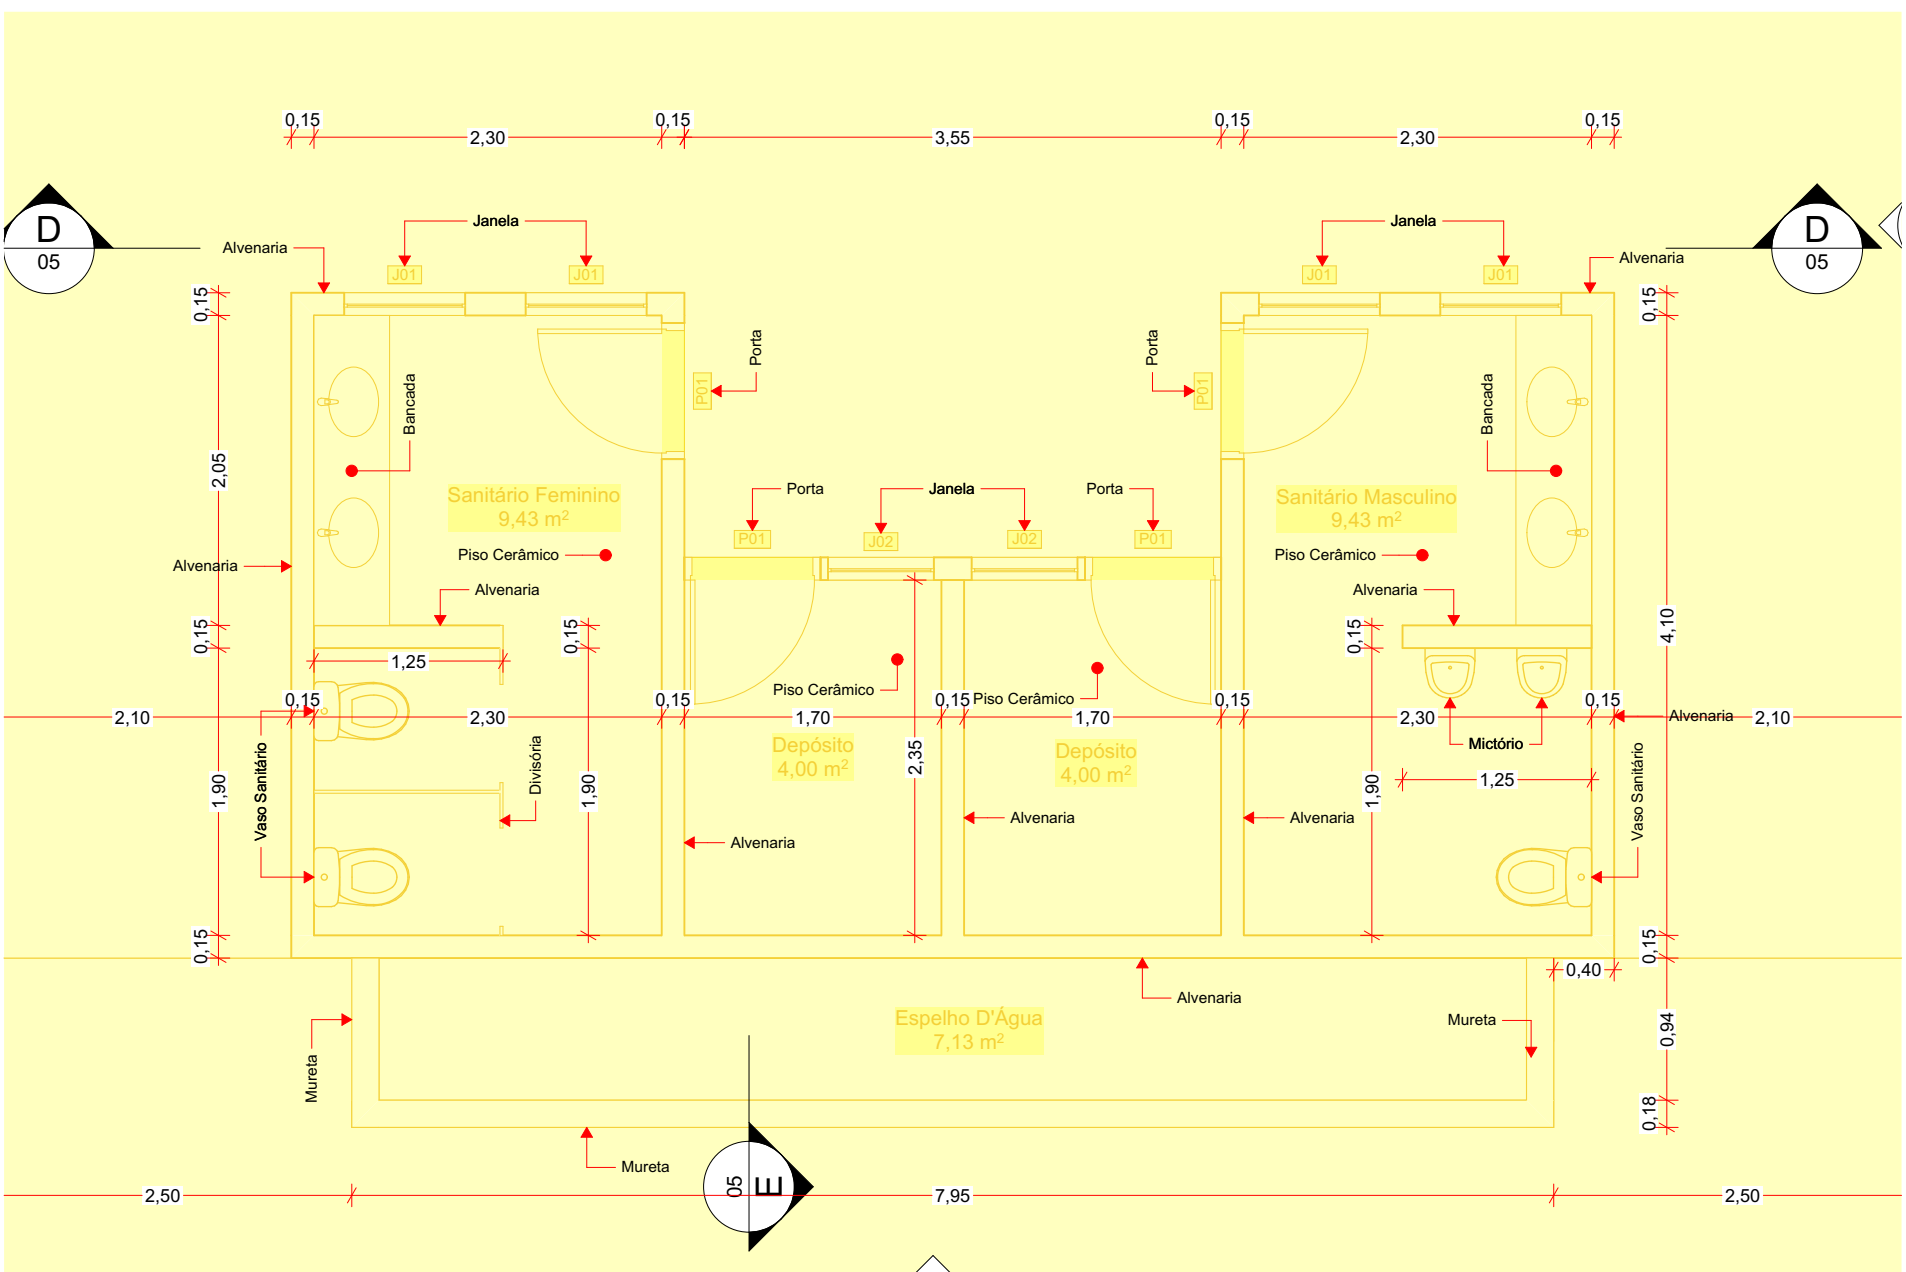 0,15
2,30
0,15
3,55
0,15
2,30
0,15
D
05
Janela
Janela
D
05
Alvenaria
Alvenaria
J01
J01
J01
J01
0,15
0,15
Porta
Porta
P01
P01
Bancada
Bancada
2,05
Sanitário Feminino
9,43 m²
Sanitário Masculino
9,43 m²
Porta
Janela
Porta
P01
J02
J02
P01
Piso Cerâmico
Piso Cerâmico
Alvenaria
Alvenaria
Alvenaria
0,15
0,15
0,15
4,10
1,25
Piso Cerâmico
Piso Cerâmico
2,10
0,15
2,30
0,15
1,70
0,15
1,70
0,15
2,30
0,15
Alvenaria
2,10
Mictório
Depósito
4,00 m²
Depósito
4,00 m²
2,35
1,90
Vaso Sanitário
Divisória
1,90
1,90
1,25
Vaso Sanitário
Alvenaria
Alvenaria
Alvenaria
0,15
0,15
0,40
Alvenaria
Espelho D'Água
7,13 m²
Mureta
Mureta
0,94
0,18
Mureta
05
E
2,50
7,95
2,50